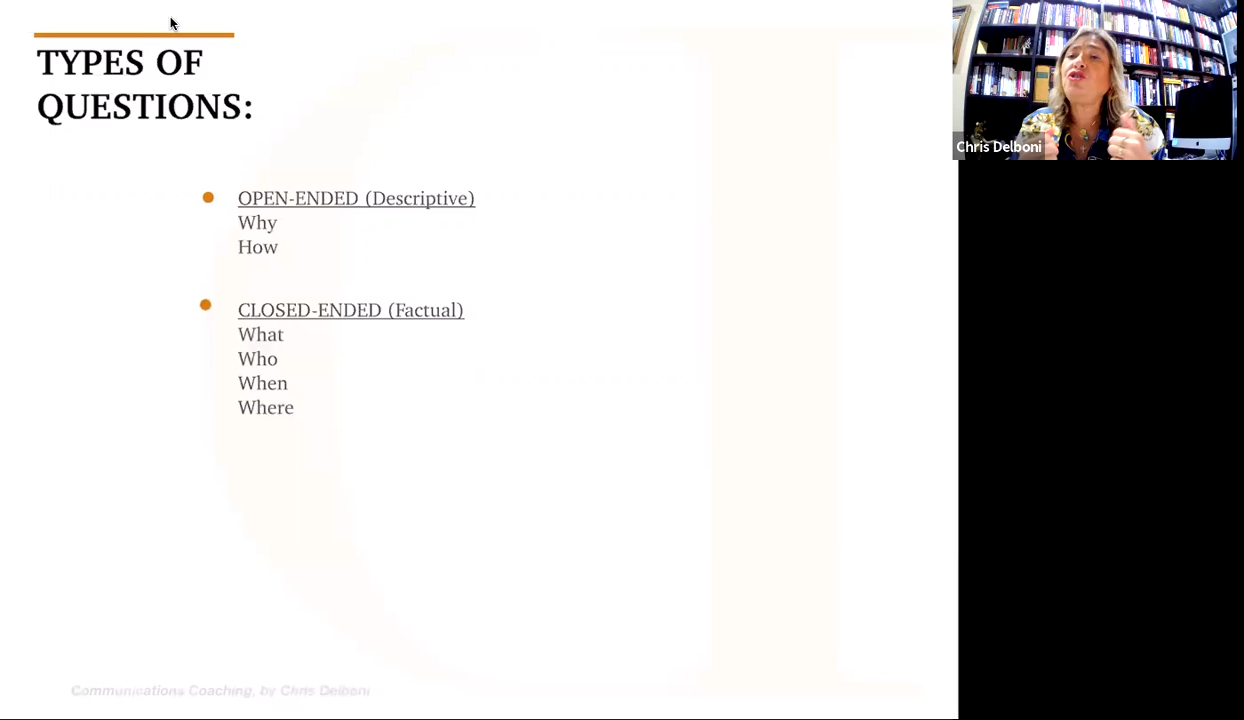 TYPES OF
QUESTIONS:
OPEN-ENDED (Descriptive)
Why
How
CLOSED-ENDED (Factual)
What
Who
When
Where
Communications Coaching, by Chris Delboni
Chris Delboni